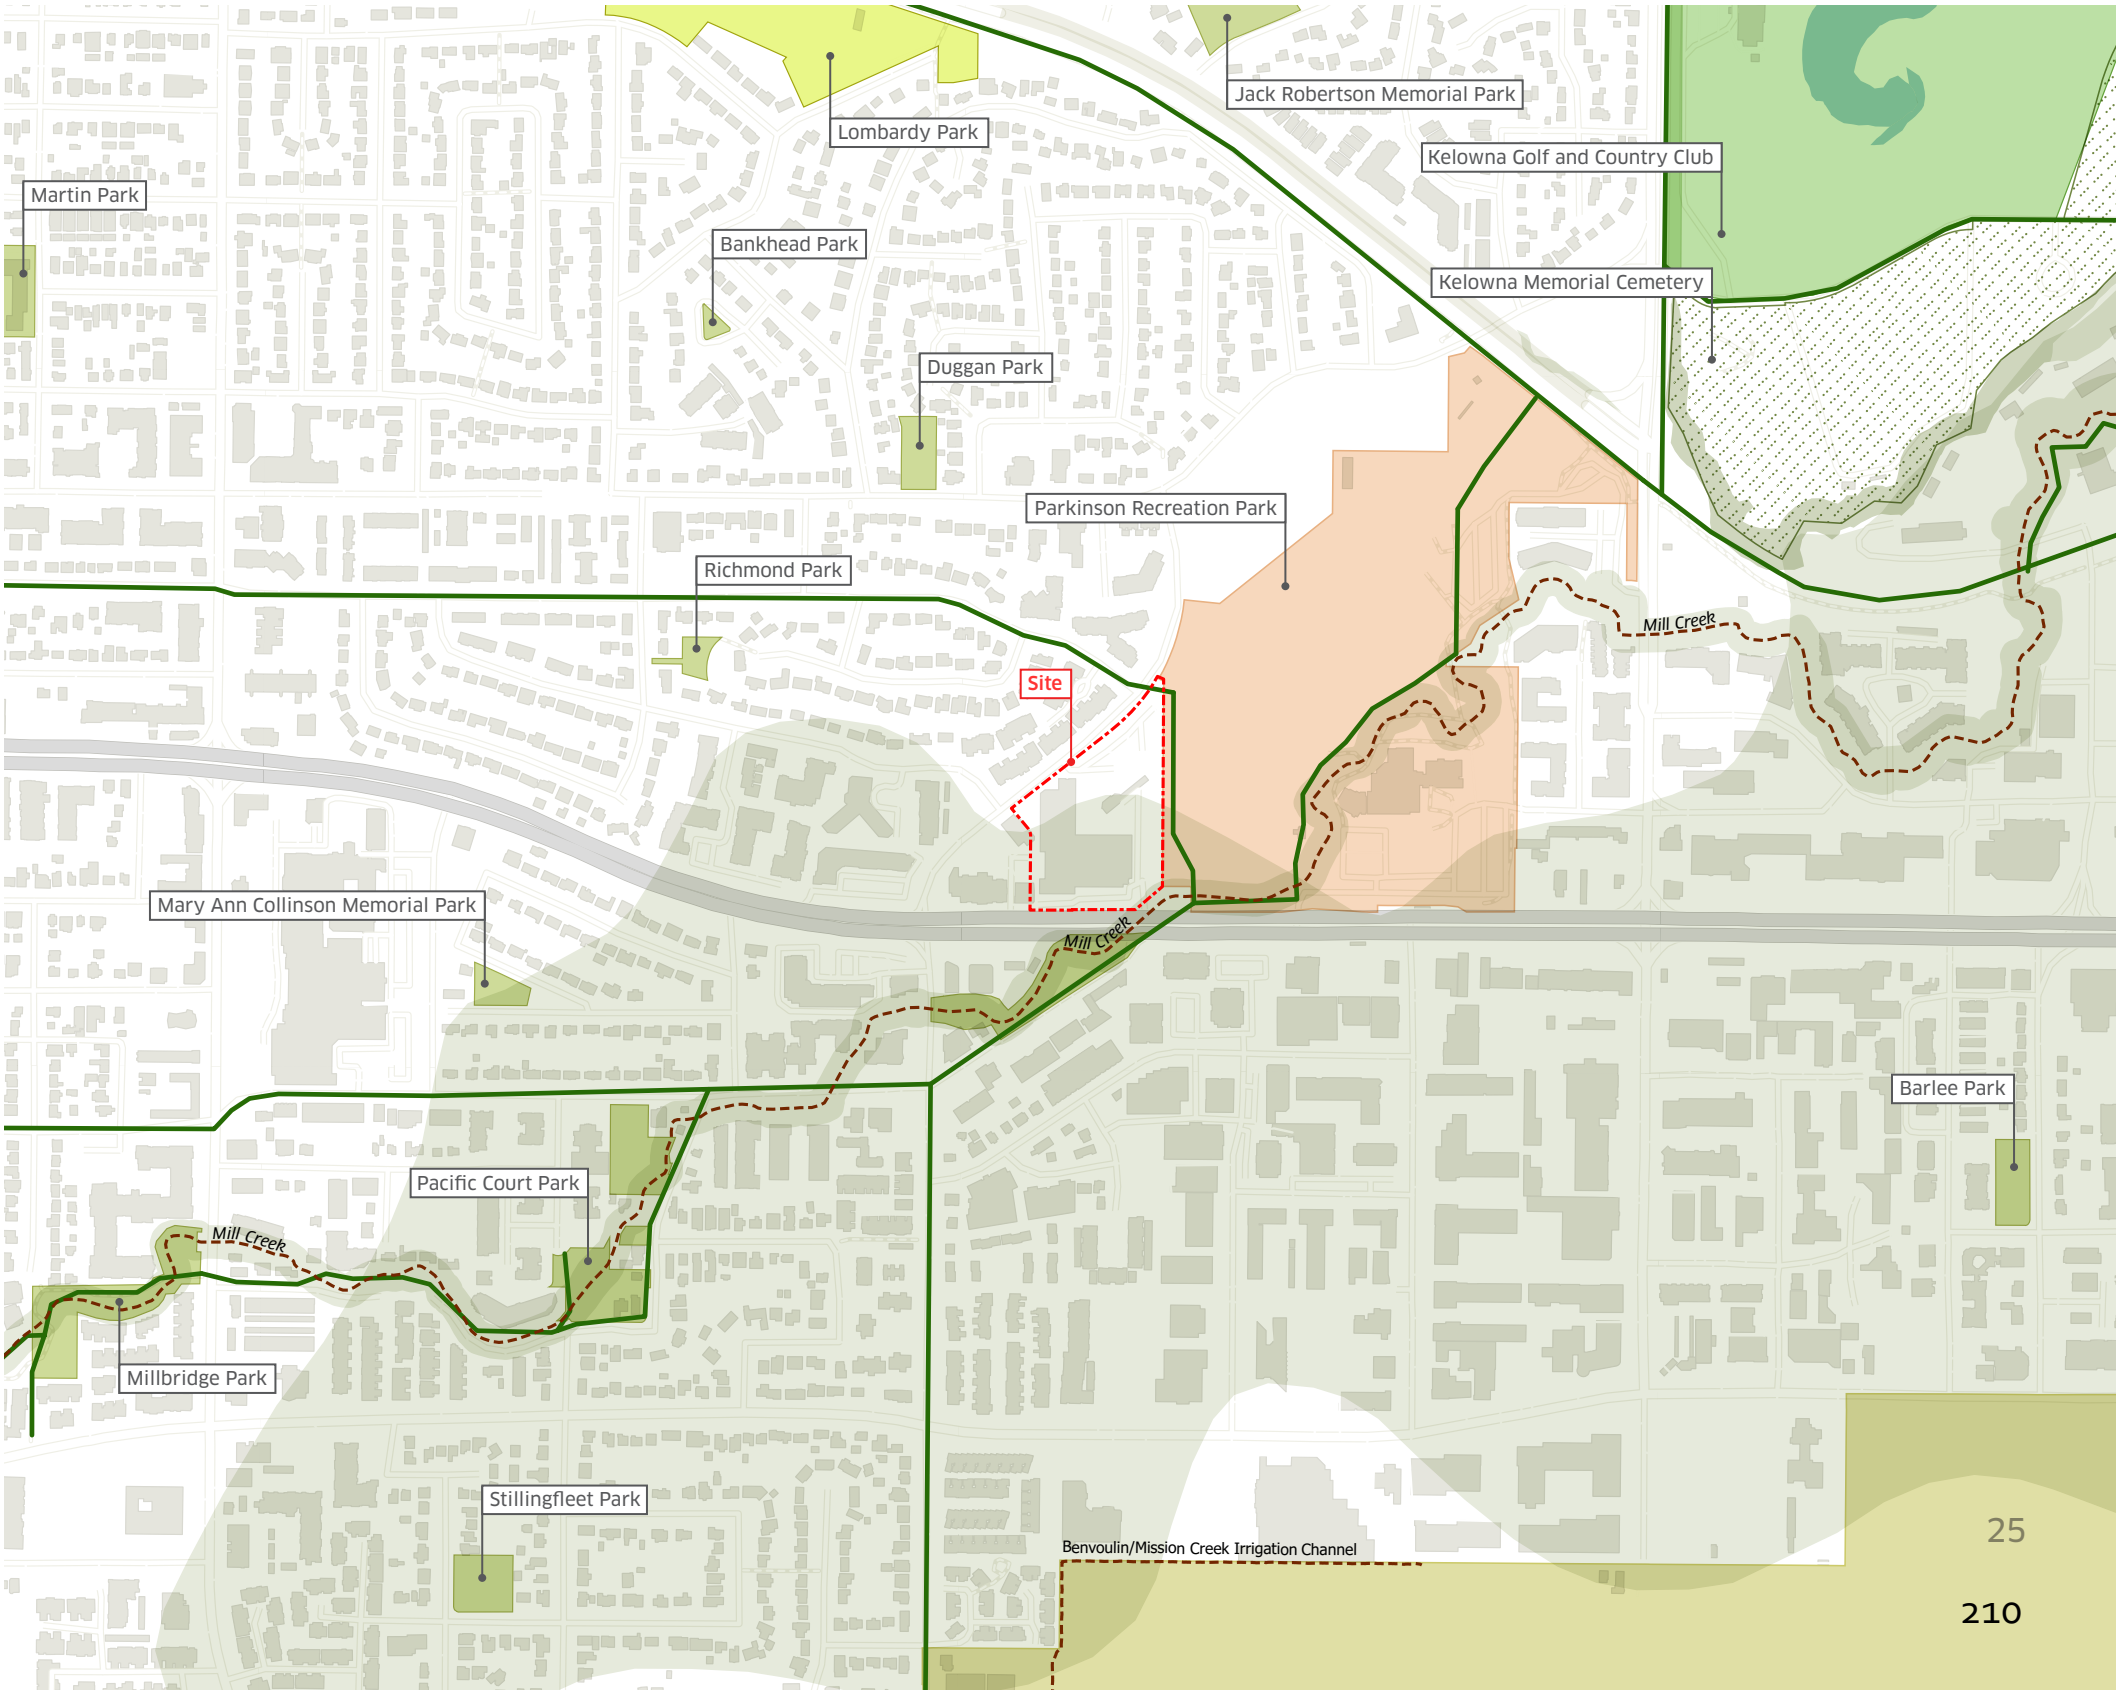 Jack Robertson Memorial Park
Lombardy Park
Kelowna Golf and Country Club
Martin Park
Bankhead Park
Kelowna Memorial Cemetery
Duggan Park
Parkinson Recreation Park
Richmond Park
Mill Creek
Site
Mary Ann Collinson Memorial Park
Mill Creek
Barlee Park
Pacific Court Park
Mill Creek
Millbridge Park
Stillingfleet Park
25
Benvoulin/Mission Creek Irrigation Channel
210